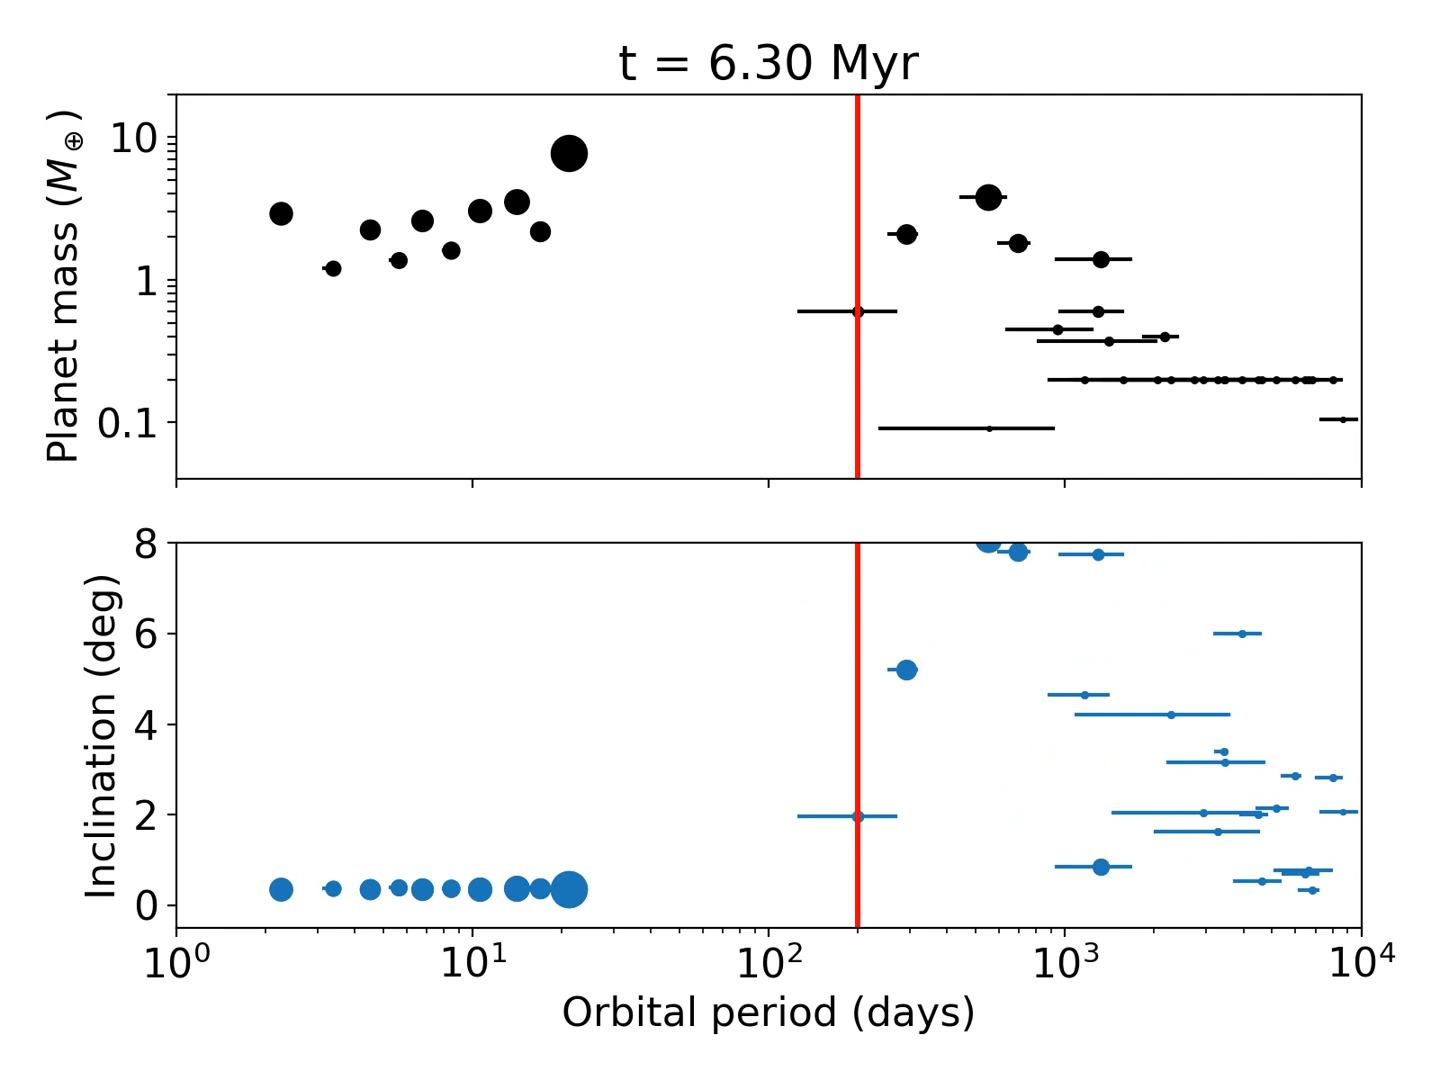 t = 6.30 Myr
Planet mass (M⊕)
10
1
0.1
Inclination (deg)
8
6
4
2
0
10⁰ 10¹ 10² 10³ 10⁴
Orbital period (days)